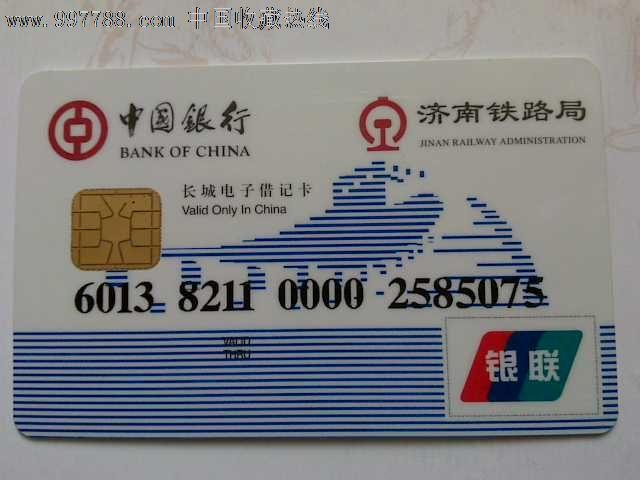 www.997788.com 中国收藏热线
中国銀行
BANK OF CHINA
济南铁路局
JINAN RAILWAY ADMINISTRATION
长城电子借记卡
Valid Only In China
6013 8211 0000 2585075
VALID
THRU
银联